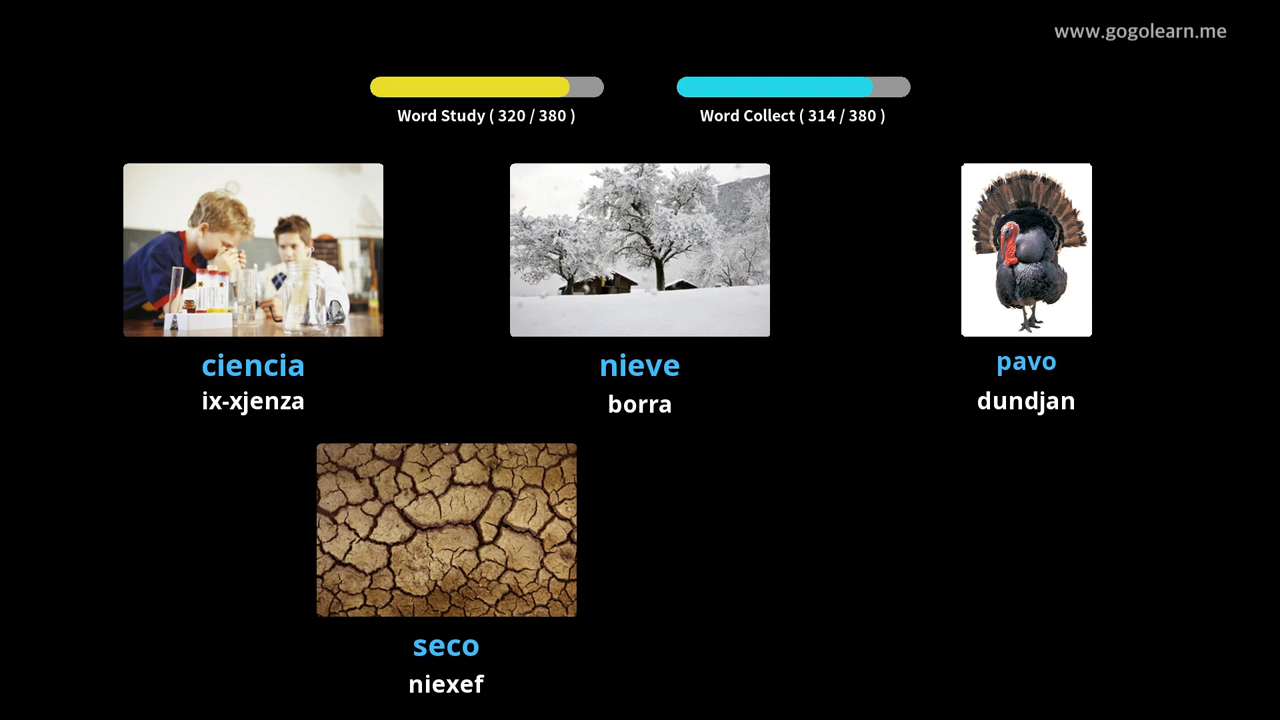 www.gogolearn.me
Word Study ( 320 / 380 )
Word Collect ( 314 / 380 )
ciencia
ix-xjenza
nieve
borra
pavo
dundjan
seco
niexef